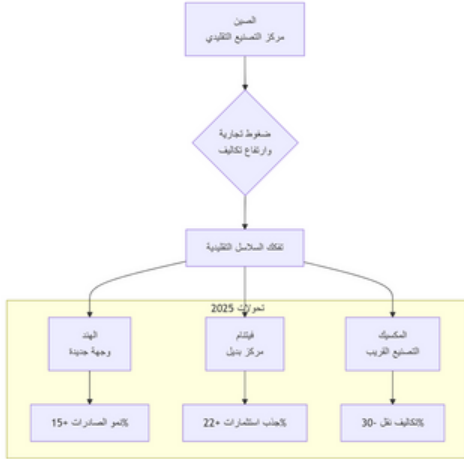 الصين
مركز التصنيع التقليدي
ضغوط تجارية
وارتفاع تكاليف
تفكك السلاسل التقليدية
تحولات 2025
المكسيك
التصنيع القريب
فيتنام
مركز بديل
الهند
وجهة جديدة
%تكاليف نقل -30
%جذب استثمارات +22
%نمو الصادرات +15